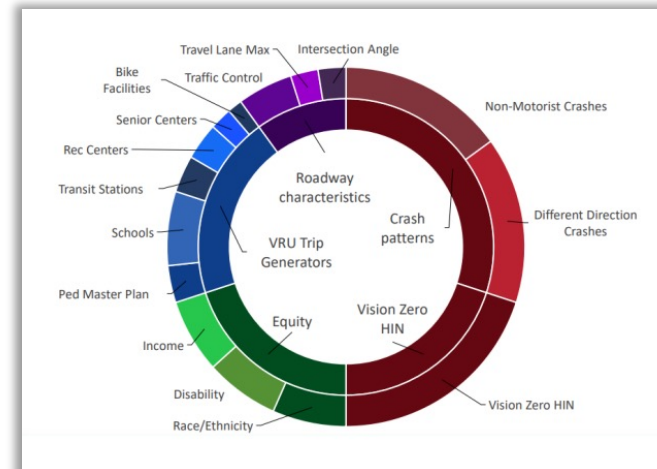 Travel Lane Max
Intersection Angle
Bike
Facilities
Traffic Control
Non-Motorist Crashes
Senior Centers
Rec Centers
Roadway
characteristics
Transit Stations
Crash
patterns
Different Direction
Crashes
Schools
VRU Trip
Generators
Ped Master Plan
Equity
Vision Zero
HIN
Income
Disability
Vision Zero HIN
Race/Ethnicity